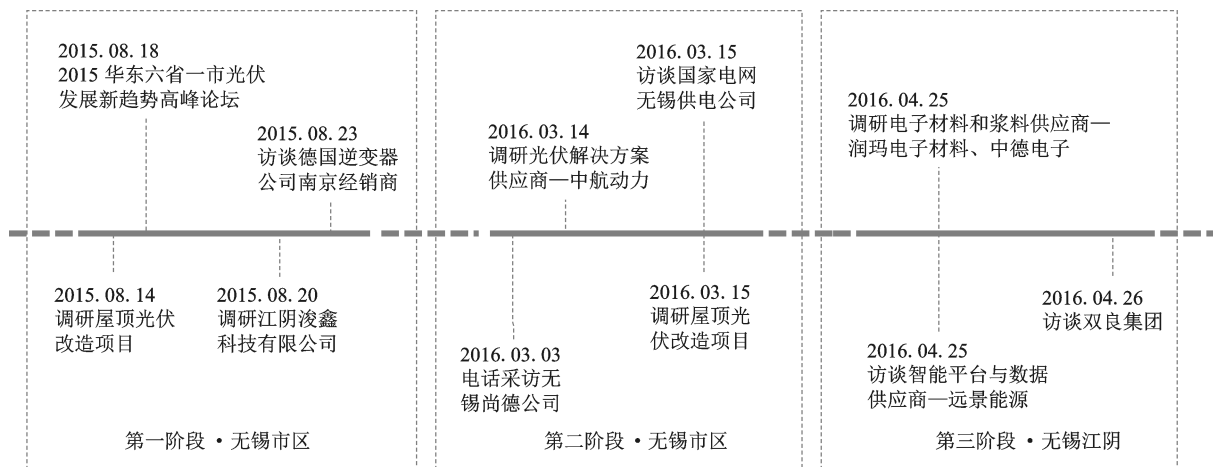 2015. 08. 18
2015 华东六省一市光伏
发展新趋势高峰论坛
2015. 08. 23
访谈德国逆变器
公司南京经销商
2015. 08. 14
调研屋顶光伏
改造项目
2015. 08. 20
调研江阴浚鑫
科技有限公司
第一阶段·无锡市区
2016. 03. 15
访谈国家电网
无锡供电公司
2016. 03. 14
调研光伏解决方案
供应商—中航动力
2016. 03. 03
电话采访无
锡尚德公司
2016. 03. 15
调研屋顶光
伏改造项目
第二阶段·无锡市区
2016. 04. 25
调研电子材料和浆料供应商—
润玛电子材料、中德电子
2016. 04. 25
访谈智能平台与数据
供应商—远景能源
2016. 04. 26
访谈双良集团
第三阶段·无锡江阴